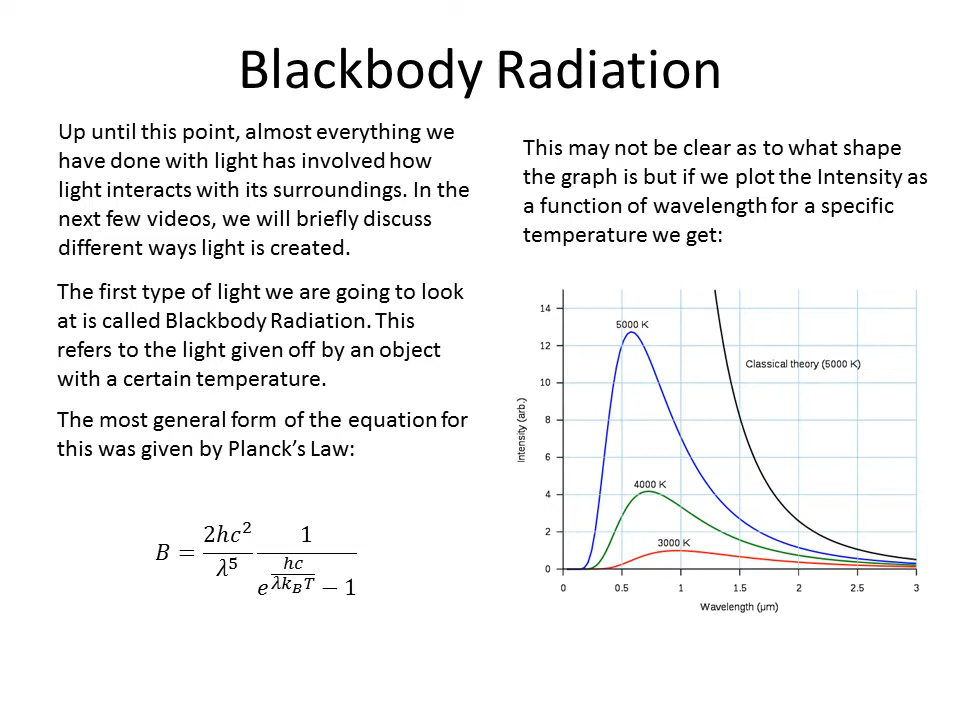 Blackbody Radiation
Up until this point, almost everything we
have done with light has involved how
light interacts with its surroundings. In the
next few videos, we will briefly discuss
different ways light is created.
The first type of light we are going to look
at is called Blackbody Radiation. This
refers to the light given off by an object
with a certain temperature.
The most general form of the equation for
this was given by Planck's Law:
B = \frac{2hc^2}{λ^5} \frac{1}{e^{\frac{hc}{λk_BT}} − 1}
This may not be clear as to what shape
the graph is but if we plot the Intensity as
a function of wavelength for a specific
temperature we get:
14
12
10
8
6
4
2
0
Intensity (arb.)
5000 K
Classical theory (5000 K)
4000 K
3000 K
0 0.5 1 1.5 2 2.5 3
Wavelength (μm)